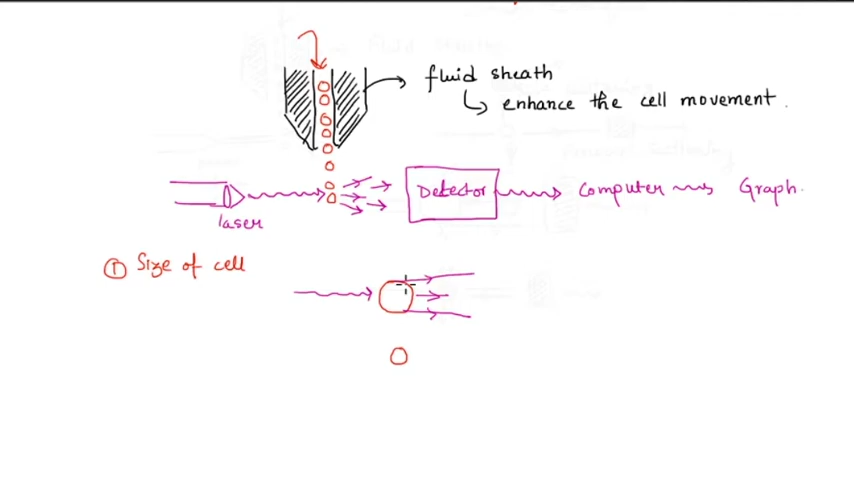 fluid sheath
enhance the cell movement.
laser
Detector
Computer
Graph.
① Size of cell